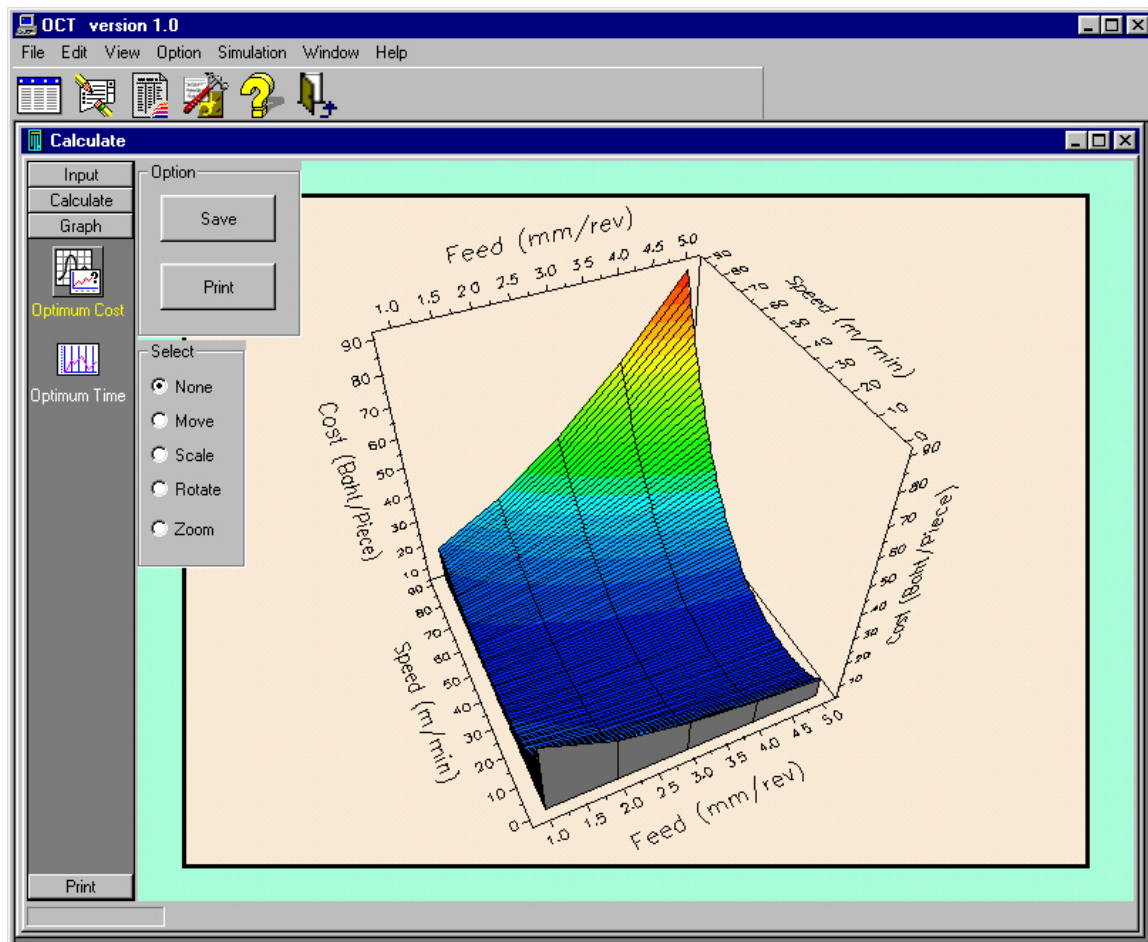 OCT version 1.0
File Edit View Option Simulation Window Help
Calculate
Input
Calculate
Graph
Optimum Cost
Optimum Time
Print
Option
Save
Print
Select
None
Move
Scale
Rotate
Zoom
Feed (mm/rev)
1.0 1.5 2.0 2.5 3.0 3.5 4.0 4.5 5.0
Speed (m/min)
90 80 70 60 50 40 30 20 10 0
Cost (Baht/Piece)
90 80 70 60 50 40 30 20 10
Cost (Baht/Piece)
90 80 70 60 50 40 30 20 10
Speed (m/min)
90 80 70 60 50 40 30 20 10 0
1.0 1.5 2.0 2.5 3.0 3.5 4.0 4.5 5.0
Feed (mm/rev)